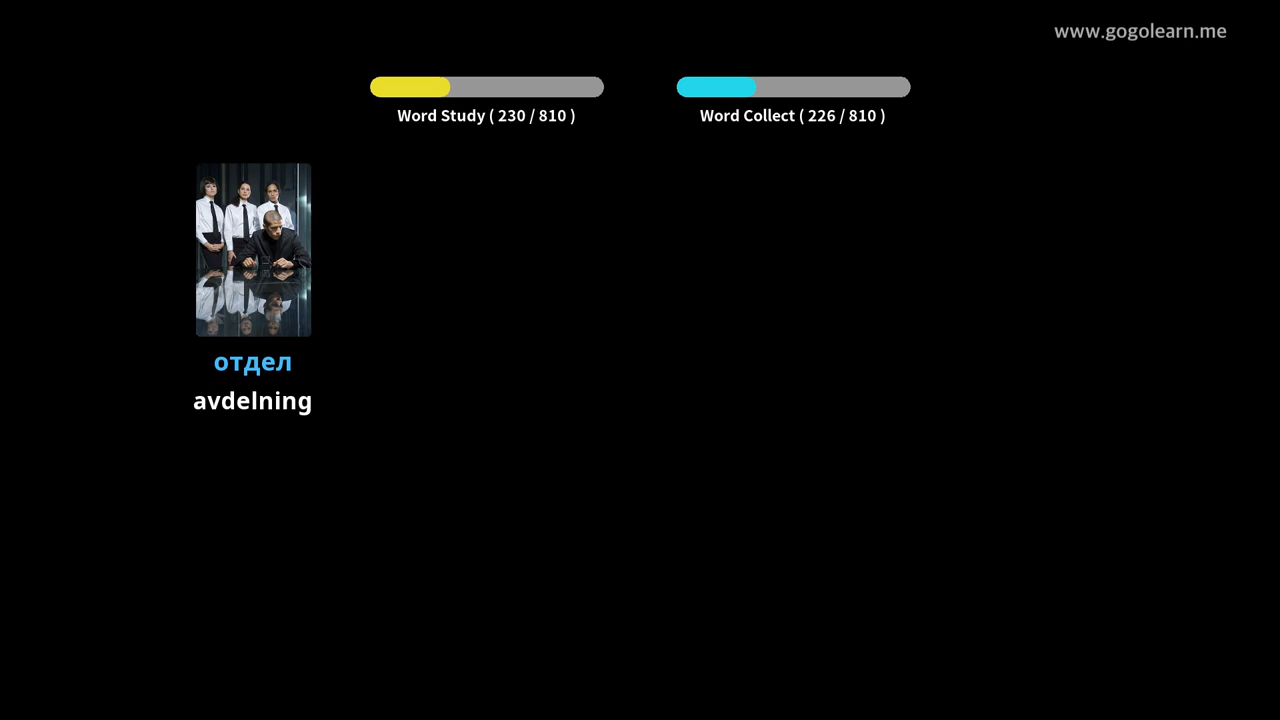 www.gogolearn.me
Word Study ( 230 / 810 )
Word Collect ( 226 / 810 )
отдел
avdelning